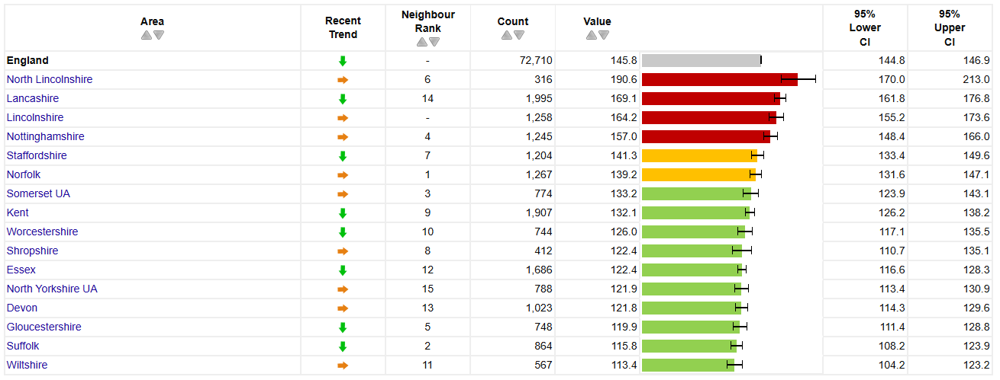 Area Recent Trend Neighbour Rank Count Value 95% Lower CI 95% Upper CI
England - 72,710 145.8 144.8 146.9
North Lincolnshire 6 316 190.6 170.0 213.0
Lancashire 14 1,995 169.1 161.8 176.8
Lincolnshire - 1,258 164.2 155.2 173.6
Nottinghamshire 4 1,245 157.0 148.4 166.0
Staffordshire 7 1,204 141.3 133.4 149.6
Norfolk 1 1,267 139.2 131.6 147.1
Somerset UA 3 774 133.2 123.9 143.1
Kent 9 1,907 132.1 126.2 138.2
Worcestershire 10 744 126.0 117.1 135.5
Shropshire 8 412 122.4 110.7 135.1
Essex 12 1,686 122.4 116.6 128.3
North Yorkshire UA 15 788 121.9 113.4 130.9
Devon 13 1,023 121.8 114.3 129.6
Gloucestershire 5 748 119.9 111.4 128.8
Suffolk 2 864 115.8 108.2 123.9
Wiltshire 11 567 113.4 104.2 123.2